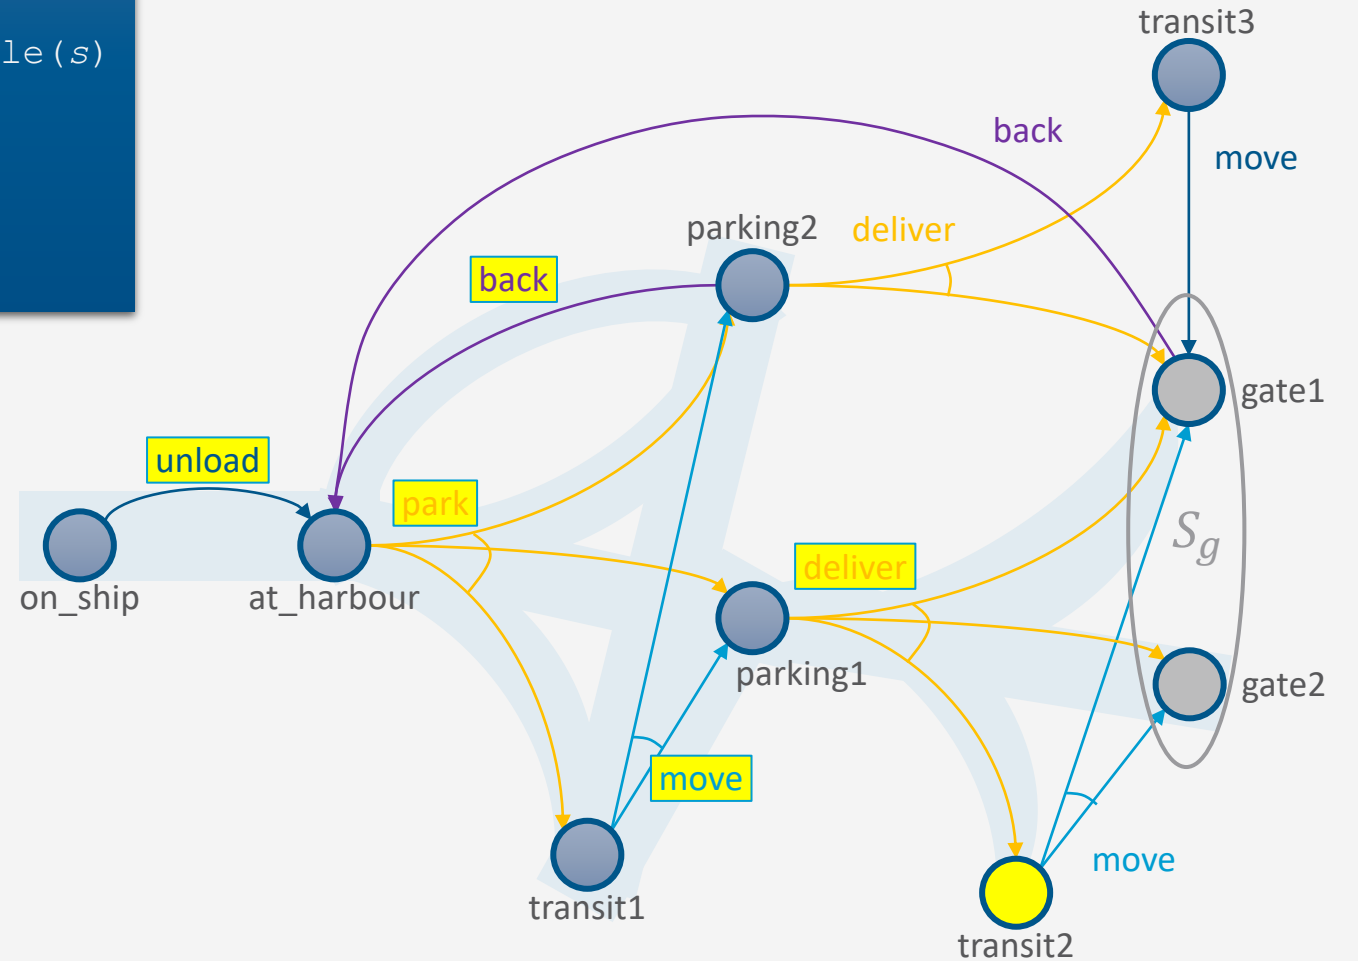 le(s)
transit3
back
move
parking2
deliver
back
gate1
unload
park
S_g
deliver
on_ship
at_harbour
parking1
gate2
move
move
transit1
transit2